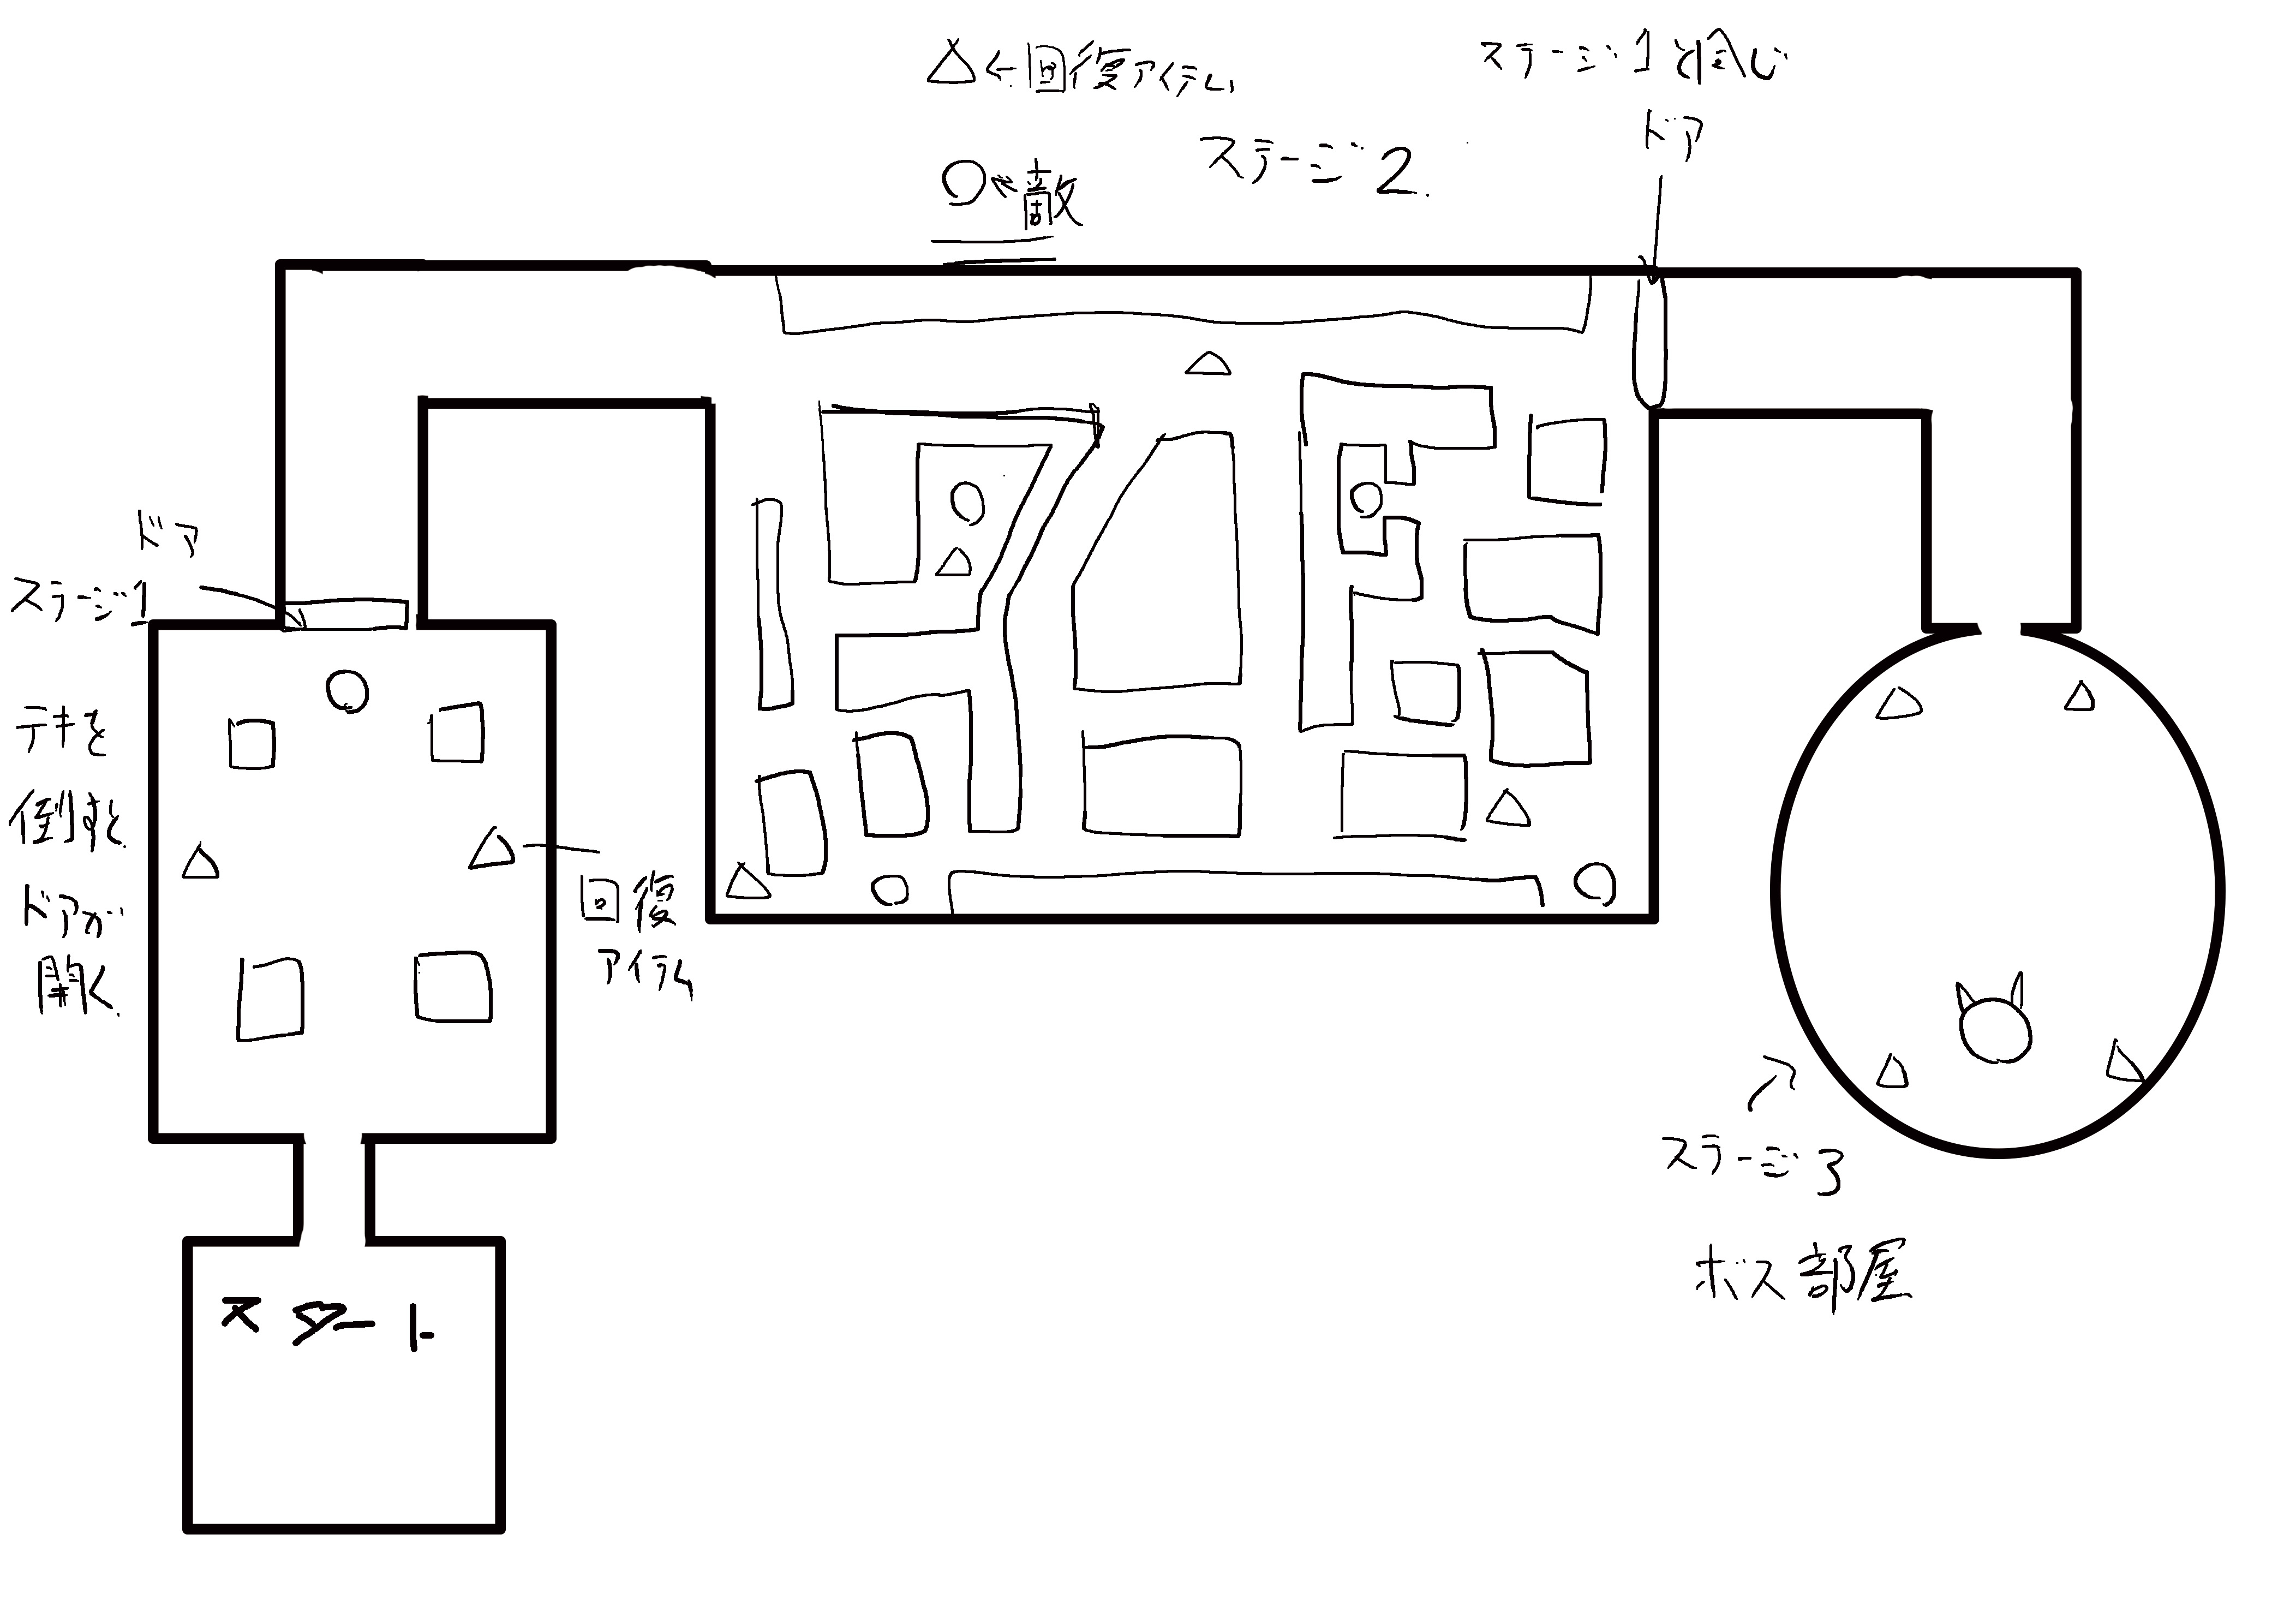 △←回復アイテム
○←敵
ステージ2
ステージ1と同じ
ドア
ドア
ステージ1
テキを
倒すと
ドアが
開く
回復
アイテム
スタート
ステージ3
ボス部屋